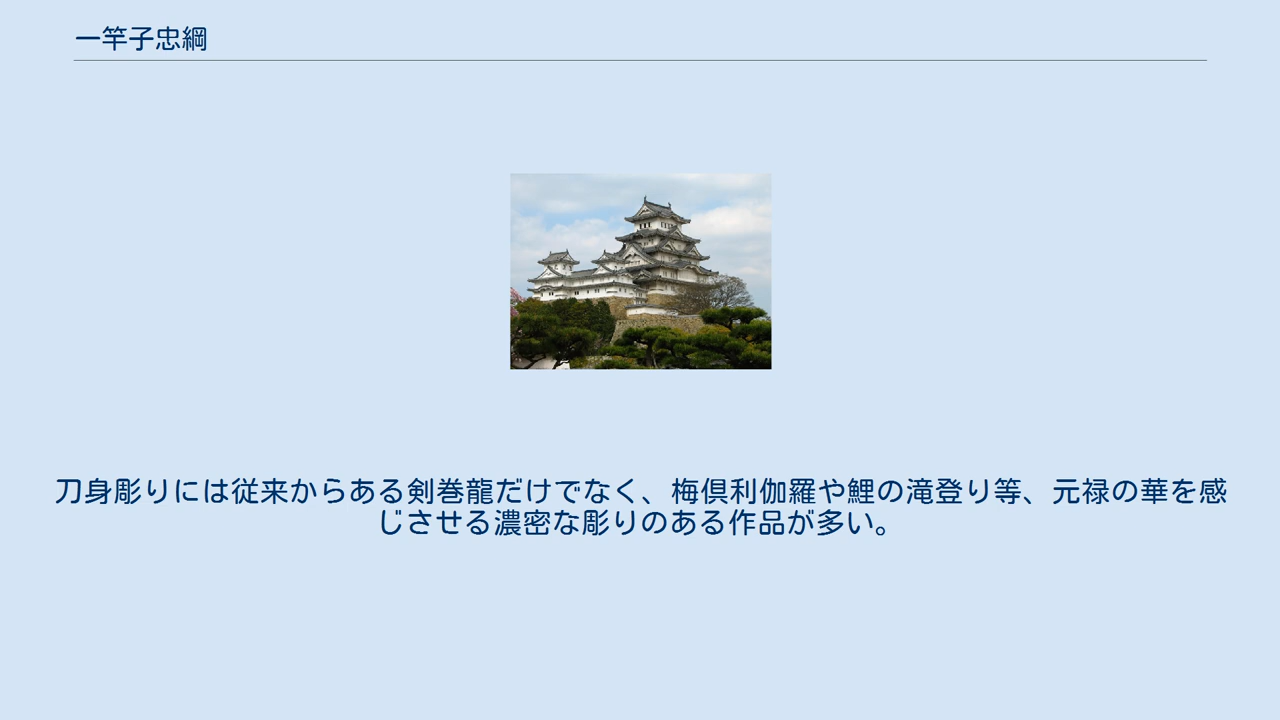 一竿子忠綱
刀身彫りには従来からある剣巻龍だけでなく、梅倶利伽羅や鯉の滝登り等、元禄の華を感
じさせる濃密な彫りのある作品が多い。